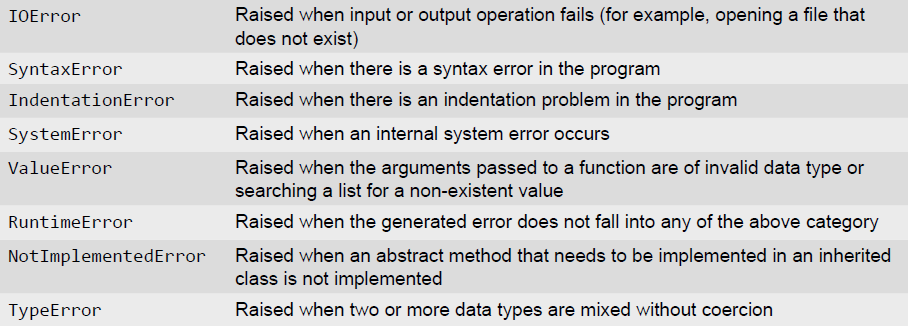 IOError Raised when input or output operation fails (for example, opening a file that
does not exist)
SyntaxError Raised when there is a syntax error in the program
IndentationError Raised when there is an indentation problem in the program
SystemError Raised when an internal system error occurs
ValueError Raised when the arguments passed to a function are of invalid data type or
searching a list for a non-existent value
RuntimeError Raised when the generated error does not fall into any of the above category
NotImplementedError Raised when an abstract method that needs to be implemented in an inherited
class is not implemented
TypeError Raised when two or more data types are mixed without coercion